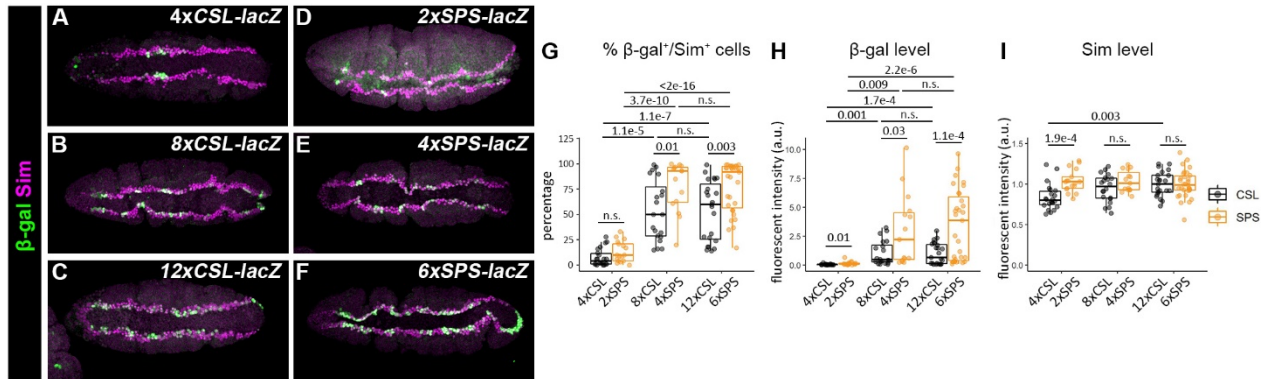 β-gal Sim
A 4xCSL-lacZ
B 8xCSL-lacZ
C 12xCSL-lacZ
D 2xSPS-lacZ
E 4xSPS-lacZ
F 6xSPS-lacZ
G % β-gal⁺/Sim⁺ cells
<2e-16
3.7e-10 n.s.
1.1e-7
1.1e-5 n.s.
0.01 0.003
n.s.
percentage
125
100
75
50
25
0
4xCSL
2xSPS
8xCSL
4xSPS
12xCSL
6xSPS
H β-gal level
2.2e-6
0.009 n.s.
1.7e-4
0.001 n.s.
0.03 1.1e-4
0.01
fluorescent intensity (a.u.)
10.0
7.5
5.0
2.5
0.0
4xCSL
2xSPS
8xCSL
4xSPS
12xCSL
6xSPS
I Sim level
0.003
1.9e-4 n.s. n.s.
fluorescent intensity (a.u.)
1.5
1.0
0.5
0.0
4xCSL
2xSPS
8xCSL
4xSPS
12xCSL
6xSPS
CSL
SPS